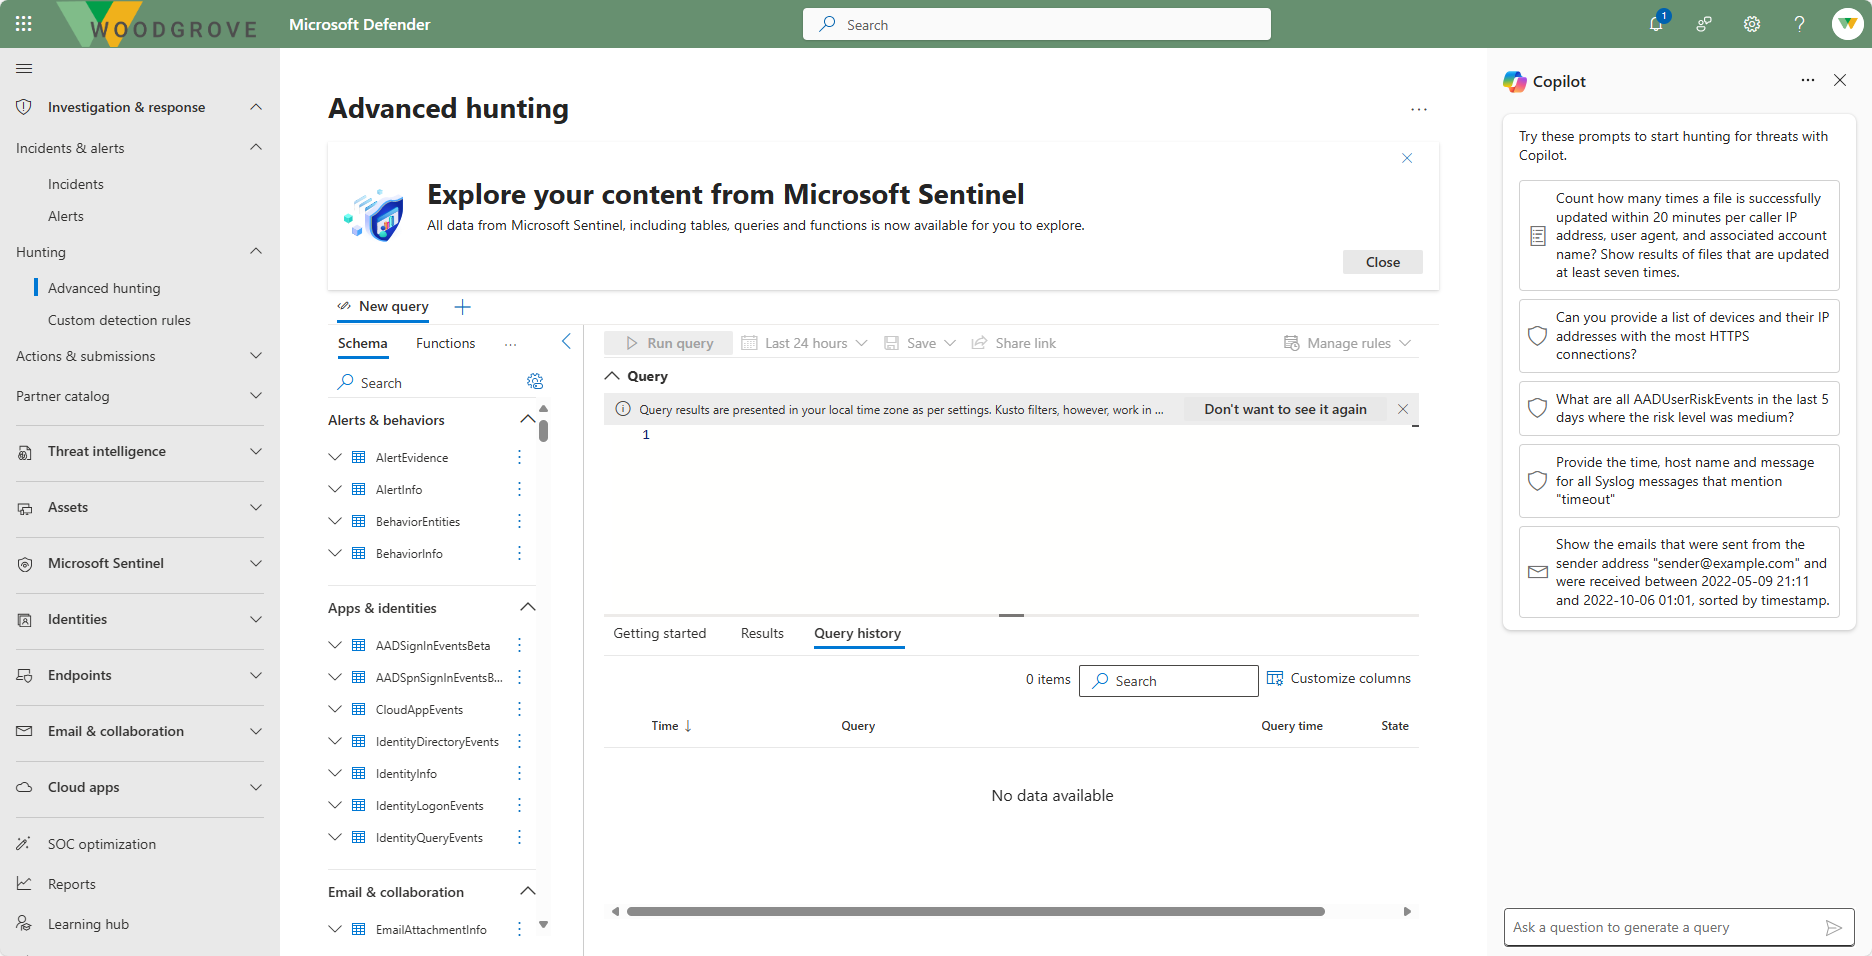 WOODGROVE
Microsoft Defender
Search
1
Investigation & response
Incidents & alerts
Incidents
Alerts
Hunting
Advanced hunting
Custom detection rules
Actions & submissions
Partner catalog
Threat intelligence
Assets
Microsoft Sentinel
Identities
Endpoints
Email & collaboration
Cloud apps
SOC optimization
Reports
Learning hub
Advanced hunting
Explore your content from Microsoft Sentinel
All data from Microsoft Sentinel, including tables, queries and functions is now available for you to explore.
Close
New query
Schema
Functions
Search
Alerts & behaviors
AlertEvidence
AlertInfo
BehaviorEntities
BehaviorInfo
Apps & identities
AADSignInEventsBeta
AADSpnSignInEventsB...
CloudAppEvents
IdentityDirectoryEvents
IdentityInfo
IdentityLogonEvents
IdentityQueryEvents
Email & collaboration
EmailAttachmentInfo
Run query
Last 24 hours
Save
Share link
Manage rules
Query
Query results are presented in your local time zone as per settings. Kusto filters, however, work in ...
Don't want to see it again
1
Getting started
Results
Query history
0 items
Search
Customize columns
Time ↓
Query
Query time
State
No data available
Copilot
Try these prompts to start hunting for threats with
Copilot.
Count how many times a file is successfully
updated within 20 minutes per caller IP
address, user agent, and associated account
name? Show results of files that are updated
at least seven times.
Can you provide a list of devices and their IP
addresses with the most HTTPS
connections?
What are all AADUserRiskEvents in the last 5
days where the risk level was medium?
Provide the time, host name and message
for all Syslog messages that mention
"timeout"
Show the emails that were sent from the
sender address "sender@example.com" and
were received between 2022-05-09 21:11
and 2022-10-06 01:01, sorted by timestamp.
Ask a question to generate a query